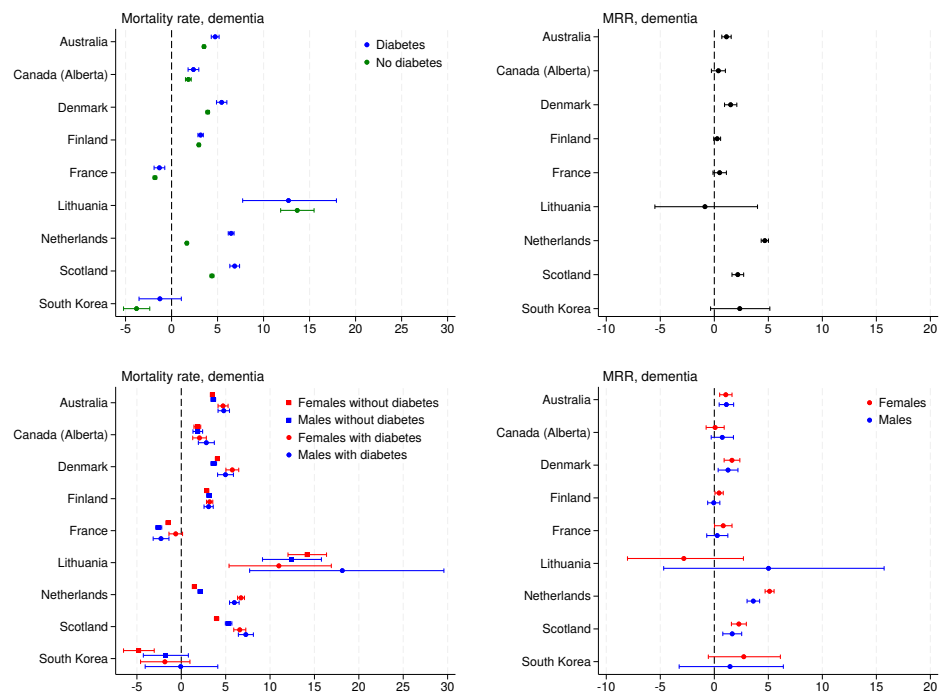 Mortality rate, dementia
Australia
Canada (Alberta)
Denmark
Finland
France
Lithuania
Netherlands
Scotland
South Korea
Diabetes
No diabetes
-5 0 5 10 15 20 25 30
MRR, dementia
Australia
Canada (Alberta)
Denmark
Finland
France
Lithuania
Netherlands
Scotland
South Korea
-10 -5 0 5 10 15 20
Mortality rate, dementia
Australia
Canada (Alberta)
Denmark
Finland
France
Lithuania
Netherlands
Scotland
South Korea
Females without diabetes
Males without diabetes
Females with diabetes
Males with diabetes
-5 0 5 10 15 20 25 30
MRR, dementia
Australia
Canada (Alberta)
Denmark
Finland
France
Lithuania
Netherlands
Scotland
South Korea
Females
Males
-10 -5 0 5 10 15 20